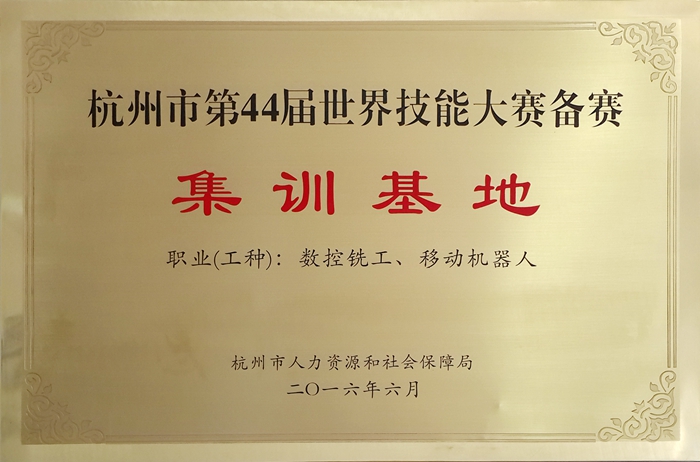 杭州市第44届世界技能大赛备赛
集训基地
职业(工种)：数控铣工、移动机器人
杭州市人力资源和社会保障局
二〇一六年六月